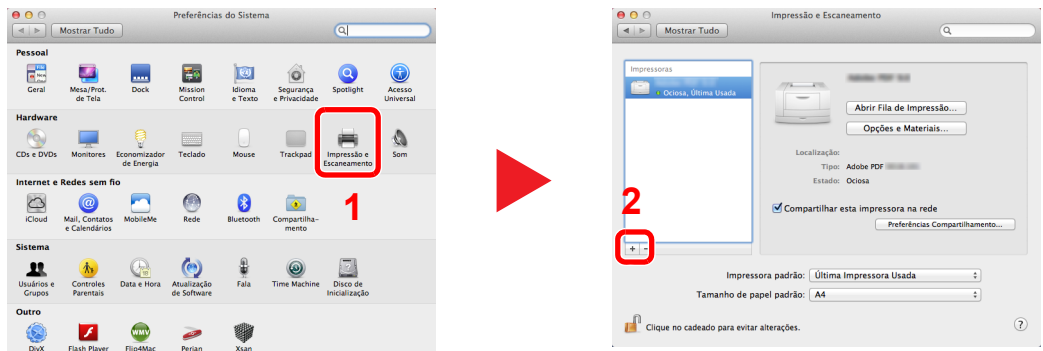 Preferências do Sistema
Mostrar Tudo
Pessoal
Geral
Mesa/Prot. de Tela
Dock
Mission Control
Idioma e Texto
Segurança e Privacidade
Spotlight
Acesso Universal
Hardware
CDs e DVDs
Monitores
Economizador de Energia
Teclado
Mouse
Trackpad
Impressão e Escaneamento
Som
1
Internet e Redes sem fio
iCloud
Mail, Contatos e Calendários
MobileMe
Rede
Bluetooth
Compartilha-
mento
Sistema
Usuários e Grupos
Controles Parentais
Data e Hora
Atualização de Software
Fala
Time Machine
Disco de Inicialização
Outro
DivX
Flash Player
Flip4Mac
Perian
Xsan
Impressão e Escaneamento
Mostrar Tudo
Impressoras
Ociosa, Última Usada
Abrir Fila de Impressão...
Opções e Materiais...
Localização:
Tipo: Adobe PDF
Estado: Ociosa
2
Compartilhar esta impressora na rede
Preferências Compartilhamento...
+ -
Impressora padrão: Última Impressora Usada
Tamanho de papel padrão: A4
Clique no cadeado para evitar alterações.
?